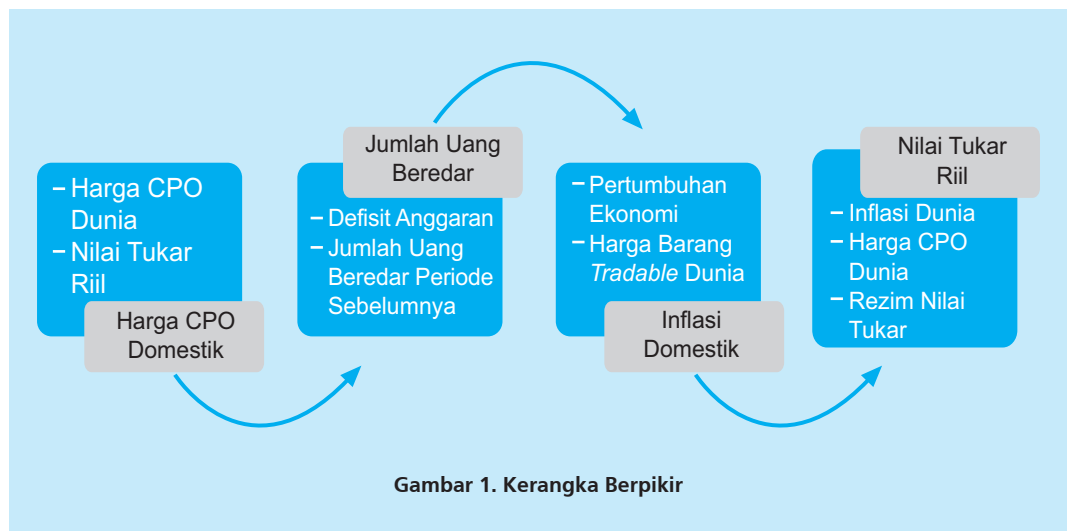 – Harga CPO
Dunia
– Nilai Tukar
Riil
Harga CPO
Domestik
Jumlah Uang
Beredar
– Defisit Anggaran
– Jumlah Uang
Beredar Periode
Sebelumnya
– Pertumbuhan
Ekonomi
– Harga Barang
Tradable Dunia
Inflasi
Domestik
Nilai Tukar
Riil
– Inflasi Dunia
– Harga CPO
Dunia
– Rezim Nilai
Tukar
Gambar 1. Kerangka Berpikir